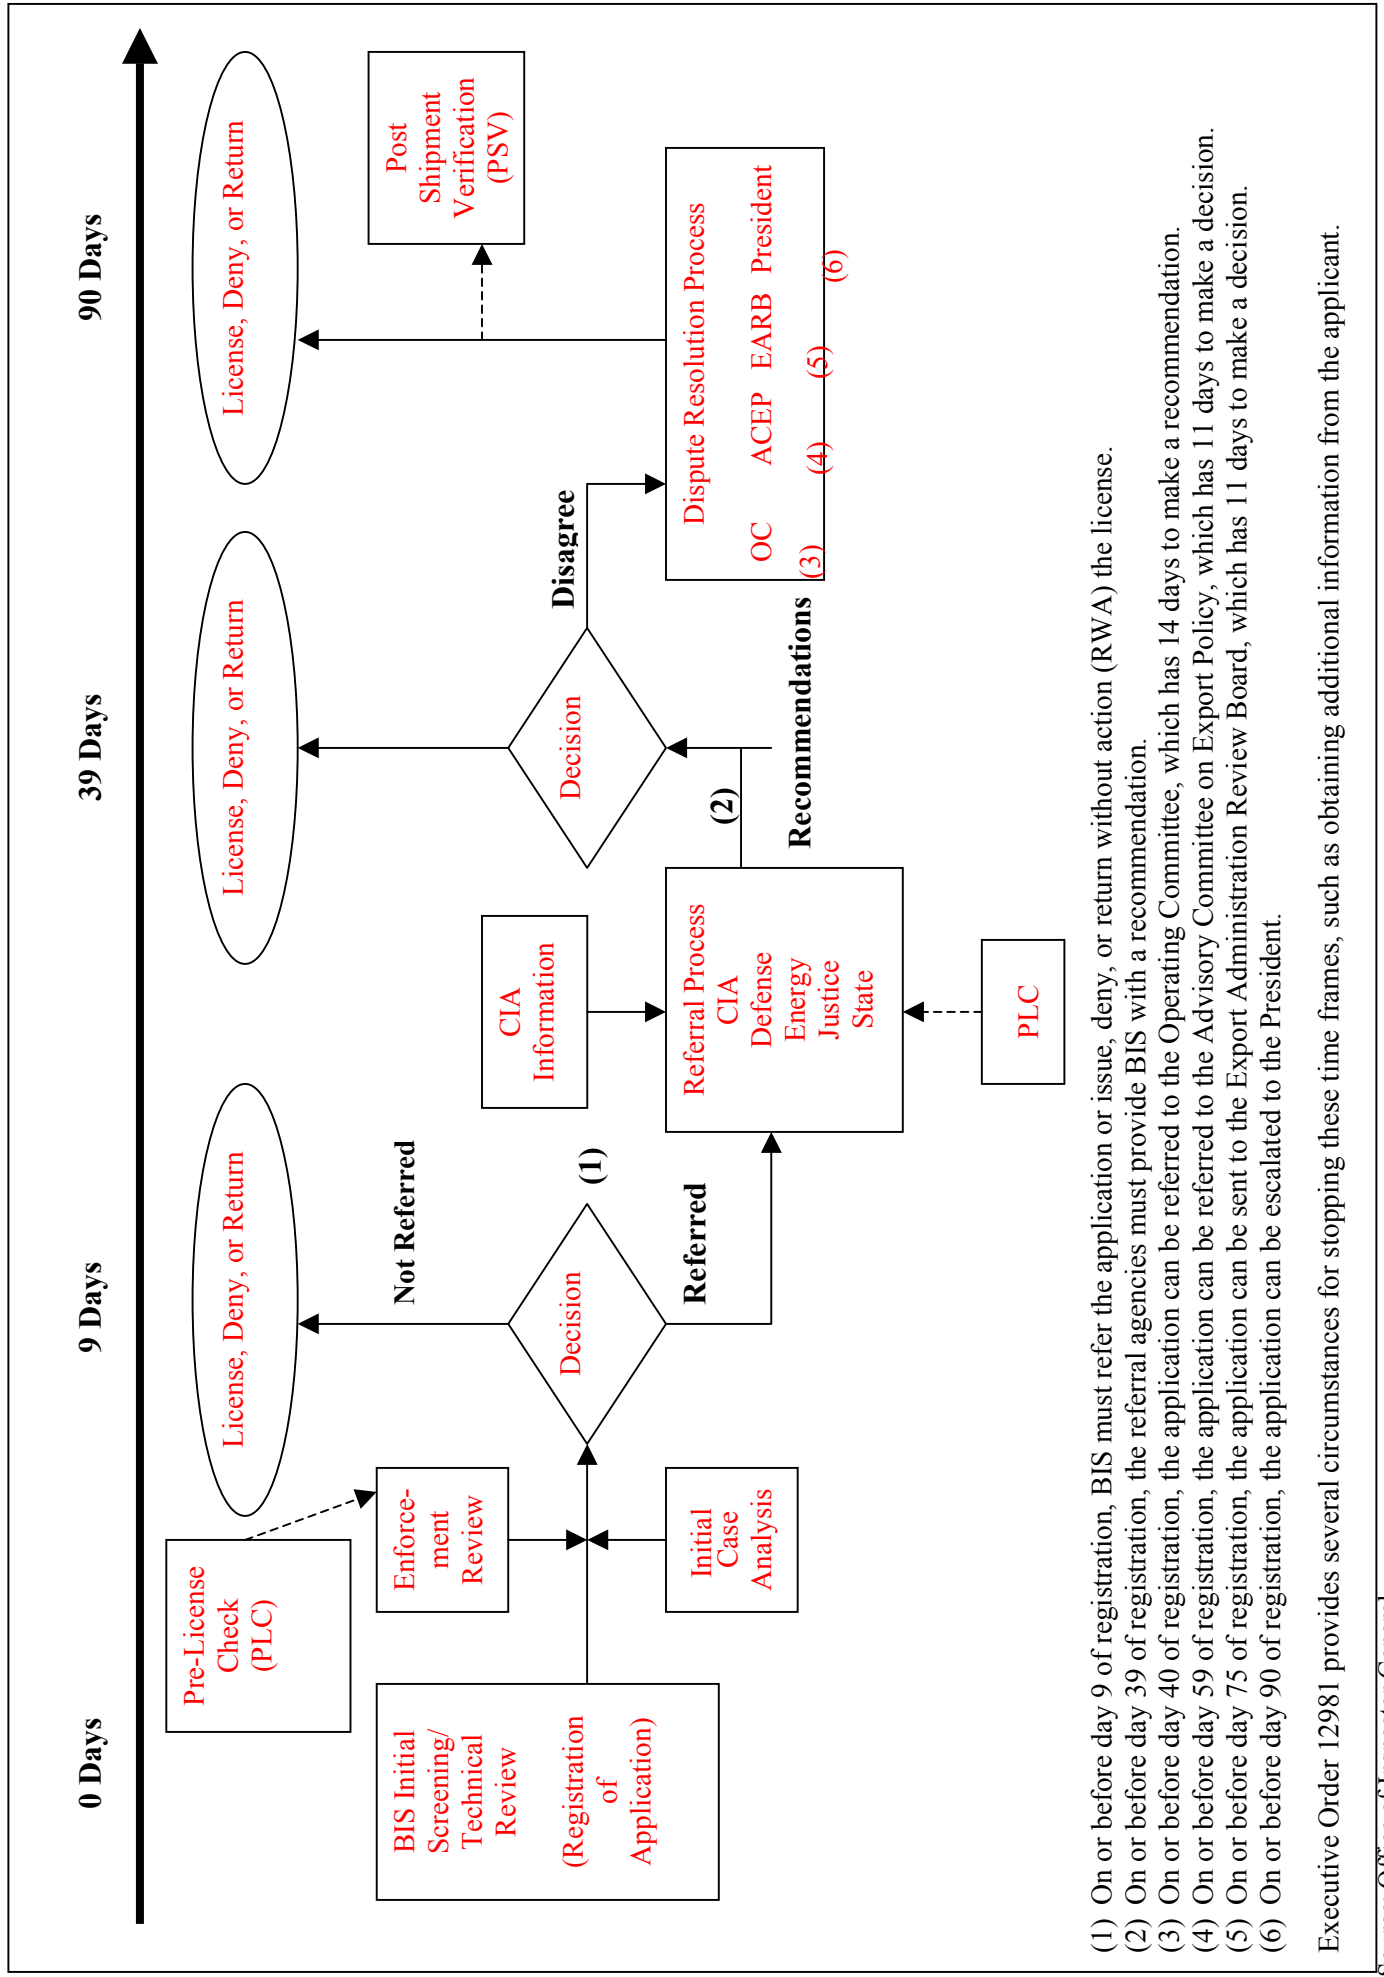 0 Days
9 Days
39 Days
90 Days
Pre-License
Check
(PLC)
License, Deny, or Return
License, Deny, or Return
License, Deny, or Return
BIS Initial
Screening/
Technical
Review
(Registration
of
Application)
Enforce-
ment
Review
Initial
Case
Analysis
Decision
Not Referred
(1)
Referred
CIA
Information
Referral Process
CIA
Defense
Energy
Justice
State
PLC
(2)
Recommendations
Decision
Disagree
Post
Shipment
Verification
(PSV)
Dispute Resolution Process
OC ACEP EARB President
(3) (4) (5) (6)
(1) On or before day 9 of registration, BIS must refer the application or issue, deny, or return without action (RWA) the license.
(2) On or before day 39 of registration, the referral agencies must provide BIS with a recommendation.
(3) On or before day 40 of registration, the application can be referred to the Operating Committee, which has 14 days to make a recommendation.
(4) On or before day 59 of registration, the application can be referred to the Advisory Committee on Export Policy, which has 11 days to make a decision.
(5) On or before day 75 of registration, the application can be sent to the Export Administration Review Board, which has 11 days to make a decision.
(6) On or before day 90 of registration, the application can be escalated to the President.
Executive Order 12981 provides several circumstances for stopping these time frames, such as obtaining additional information from the applicant.
Source: Office of Inspector General